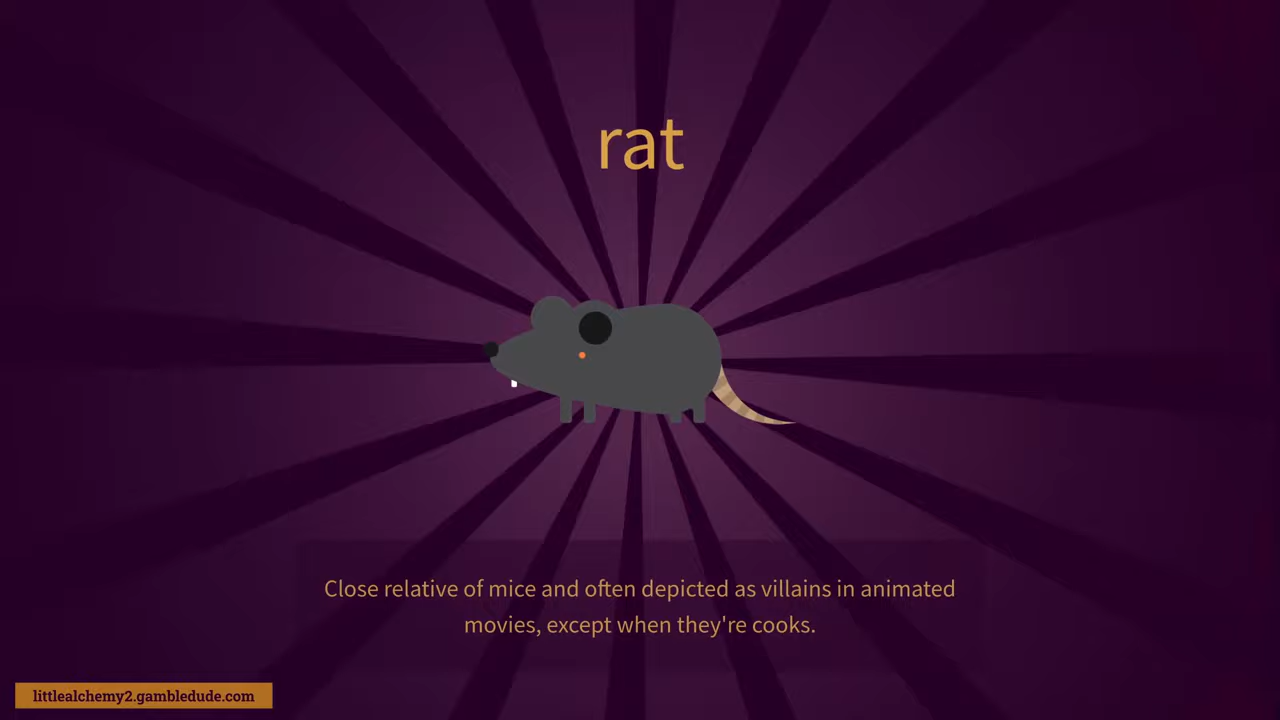 rat
Close relative of mice and often depicted as villains in animated
movies, except when they're cooks.
littlealchemy2.gambledude.com